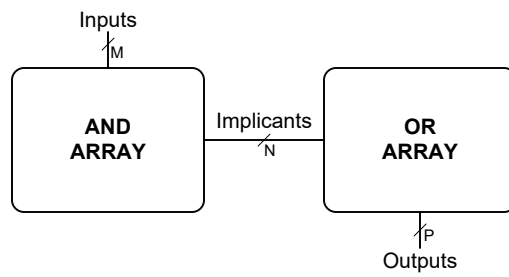 Inputs
M
AND
ARRAY
Implicants
N
OR
ARRAY
P
Outputs